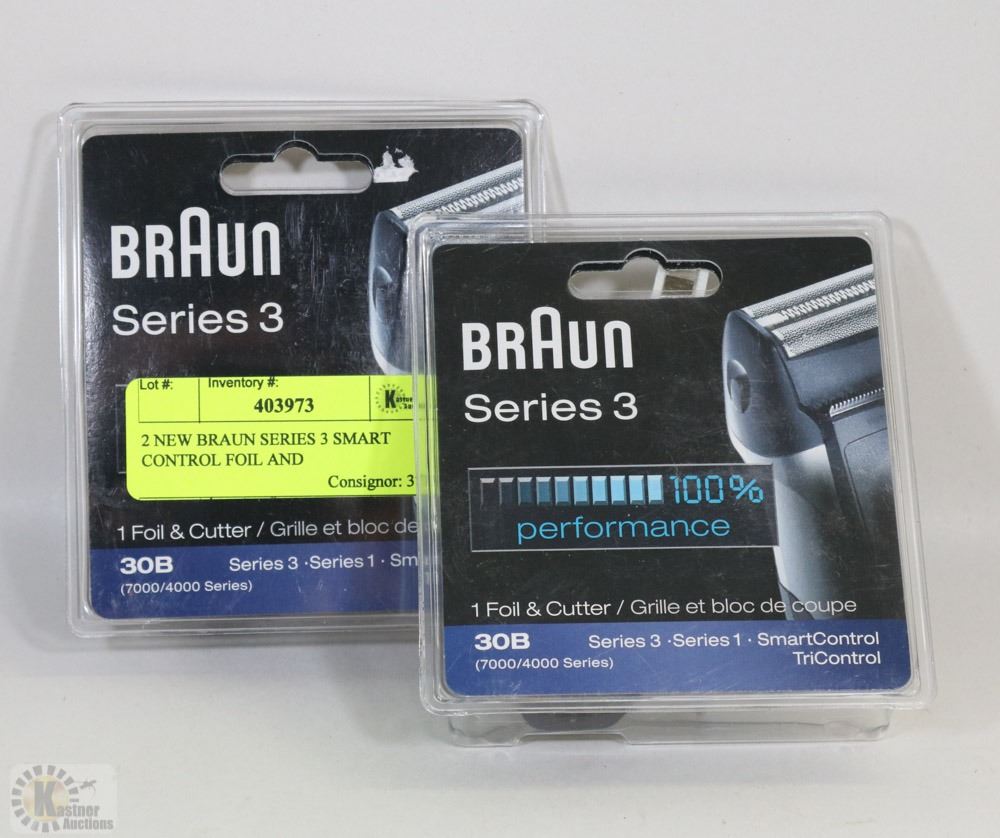 BRAUN
Series 3
Lot #:
Inventory #:
403973
2 NEW BRAUN SERIES 3 SMART
CONTROL FOIL AND
Consignor: 3
1 Foil & Cutter / Grille et bloc de
30B
Series 3 · Series 1 · Sm
(7000/4000 Series)
BRAUN
Series 3
100%
performance
1 Foil & Cutter / Grille et bloc de coupe
30B
Series 3 · Series 1 · SmartControl
(7000/4000 Series)
TriControl
Kastner
Auctions